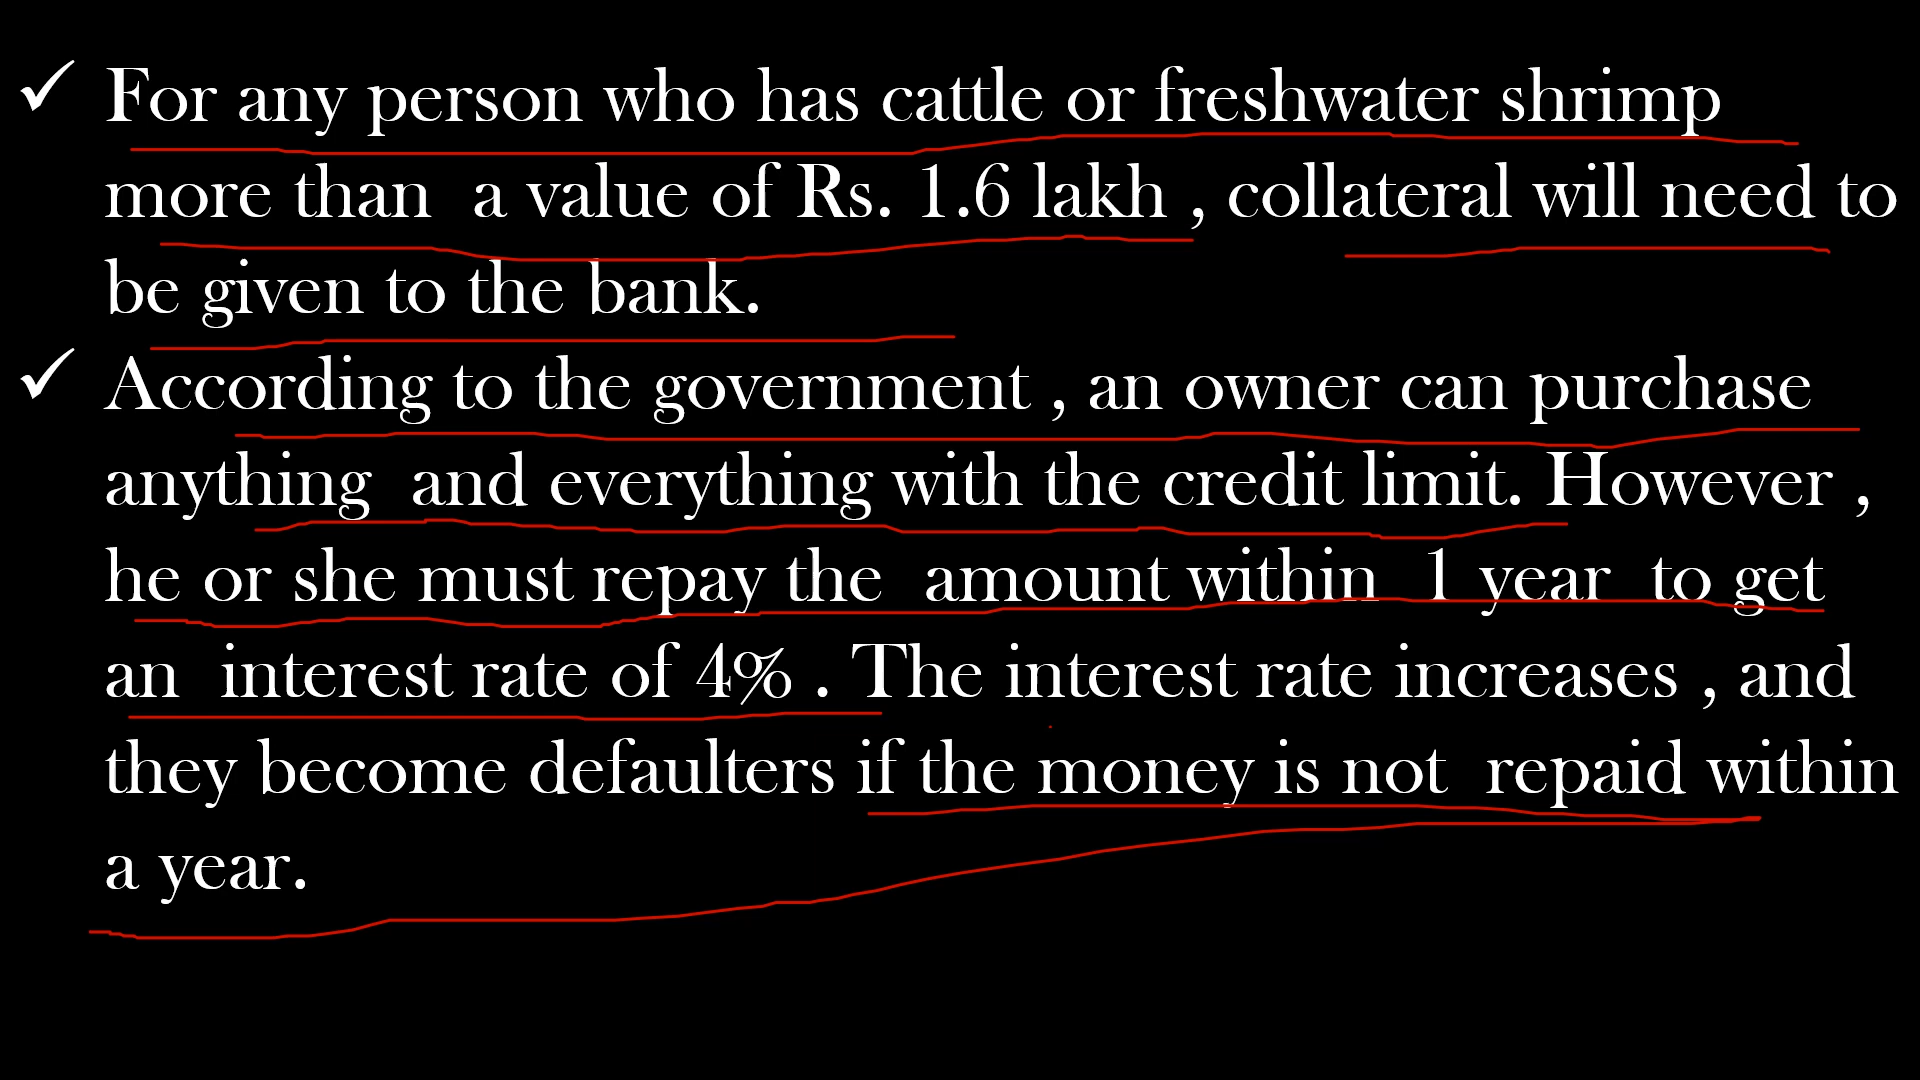 ✓ For any person who has cattle or freshwater shrimp
more than a value of Rs. 1.6 lakh , collateral will need to
be given to the bank.
✓ According to the government , an owner can purchase
anything and everything with the credit limit. However ,
he or she must repay the amount within 1 year to get
an interest rate of 4% . The interest rate increases , and
they become defaulters if the money is not repaid within
a year.